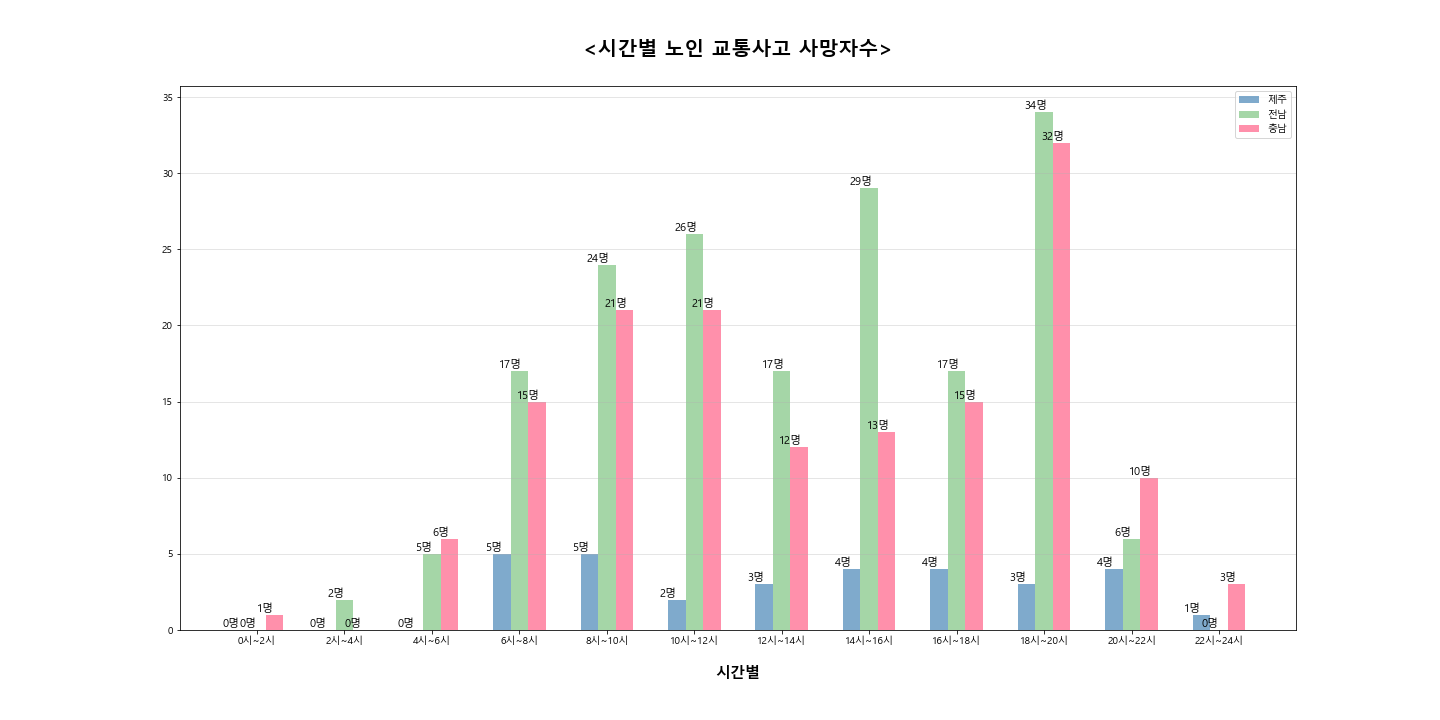 <시간별 노인 교통사고 사망자수>
제주
전남
충남
35
30
25
20
15
10
5
0
0명 0명 1명
0명 2명 0명
0명 5명 6명
5명 17명 15명
5명 24명 21명
2명 26명 21명
3명 17명 12명
4명 29명 13명
4명 17명 15명
3명 34명 32명
4명 6명 10명
1명 0명 3명
0시~2시 2시~4시 4시~6시 6시~8시 8시~10시 10시~12시 12시~14시 14시~16시 16시~18시 18시~20시 20시~22시 22시~24시
시간별